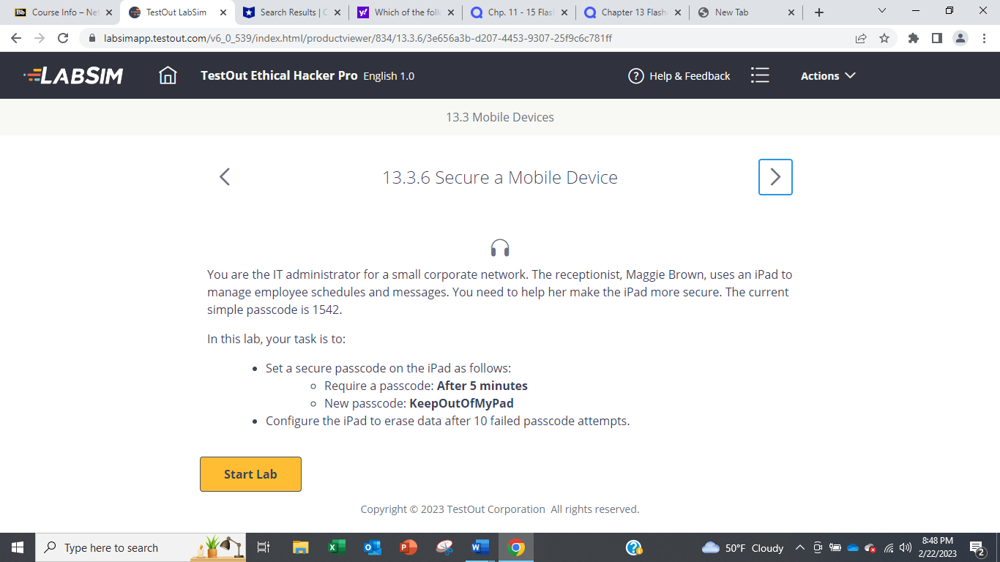 Course Info – Net
TestOut LabSim
Search Results | C
Which of the foll
Chp. 11 - 15 Flas
Chapter 13 Flash
New Tab
labsimapp.testout.com/v6_0_539/index.html/productviewer/834/13.3.6/3e656a3b-d207-4453-9307-25f9c6c781ff
LABSIM
TestOut Ethical Hacker Pro English 1.0
? Help & Feedback
Actions
13.3 Mobile Devices
13.3.6 Secure a Mobile Device
You are the IT administrator for a small corporate network. The receptionist, Maggie Brown, uses an iPad to
manage employee schedules and messages. You need to help her make the iPad more secure. The current
simple passcode is 1542.
In this lab, your task is to:
• Set a secure passcode on the iPad as follows:
◦ Require a passcode: After 5 minutes
◦ New passcode: KeepOutOfMyPad
• Configure the iPad to erase data after 10 failed passcode attempts.
Start Lab
Copyright © 2023 TestOut Corporation All rights reserved.
Type here to search
50°F Cloudy
8:48 PM
2/22/2023
2